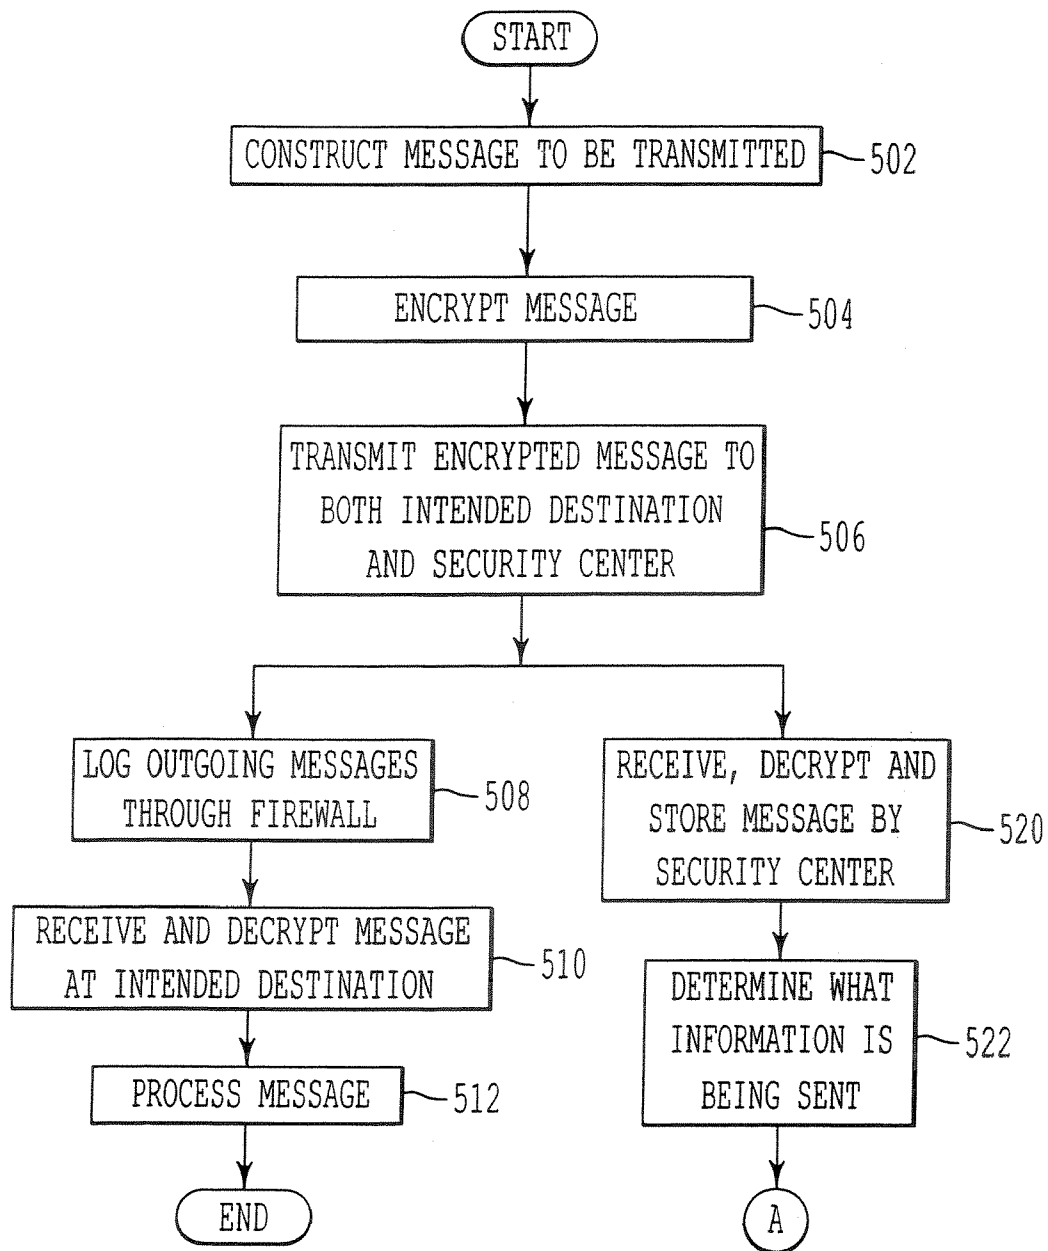 START
CONSTRUCT MESSAGE TO BE TRANSMITTED
502
ENCRYPT MESSAGE
504
TRANSMIT ENCRYPTED MESSAGE TO
BOTH INTENDED DESTINATION
AND SECURITY CENTER
506
LOG OUTGOING MESSAGES
THROUGH FIREWALL
508
RECEIVE AND DECRYPT MESSAGE
AT INTENDED DESTINATION
510
PROCESS MESSAGE
512
END
RECEIVE, DECRYPT AND
STORE MESSAGE BY
SECURITY CENTER
520
DETERMINE WHAT
INFORMATION IS
BEING SENT
522
A